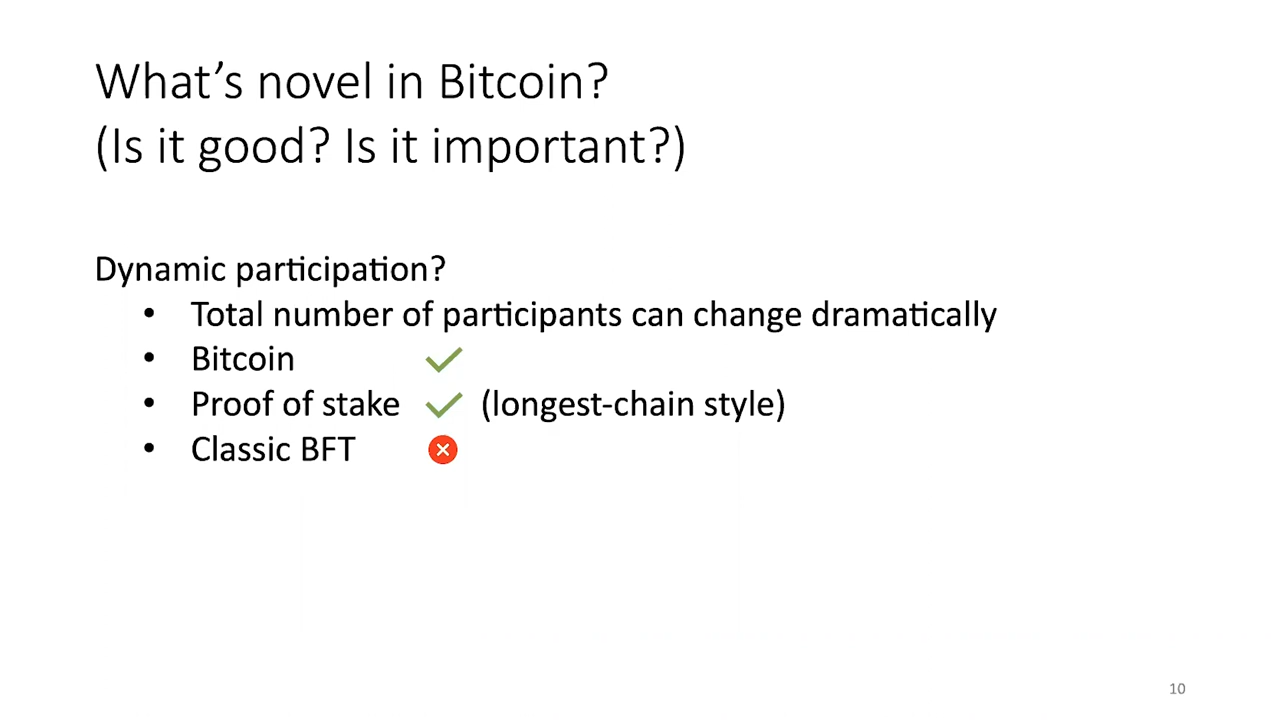 What’s novel in Bitcoin?
(Is it good? Is it important?)
Dynamic participation?
• Total number of participants can change dramatically
• Bitcoin
• Proof of stake (longest-chain style)
• Classic BFT
10